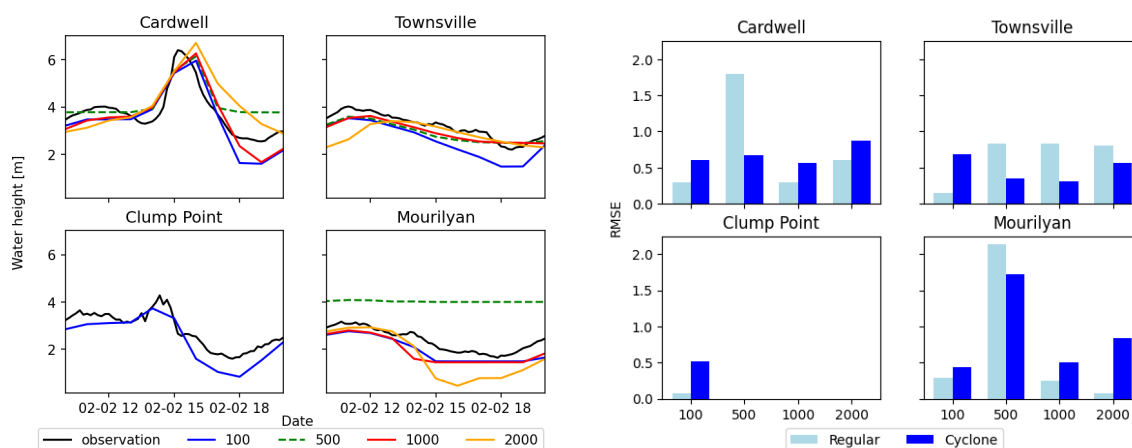 Cardwell
Townsville
6
4
2
Clump Point
Mourilyan
6
4
2
Water height [m]
02-02 12 02-02 15 02-02 18
02-02 12 02-02 15 02-02 18
Date
observation 100 500 1000 2000
Cardwell
Townsville
2.0
1.5
1.0
0.5
0.0
Clump Point
Mourilyan
2.0
1.5
1.0
0.5
0.0
RMSE
100 500 1000 2000
100 500 1000 2000
Regular Cyclone